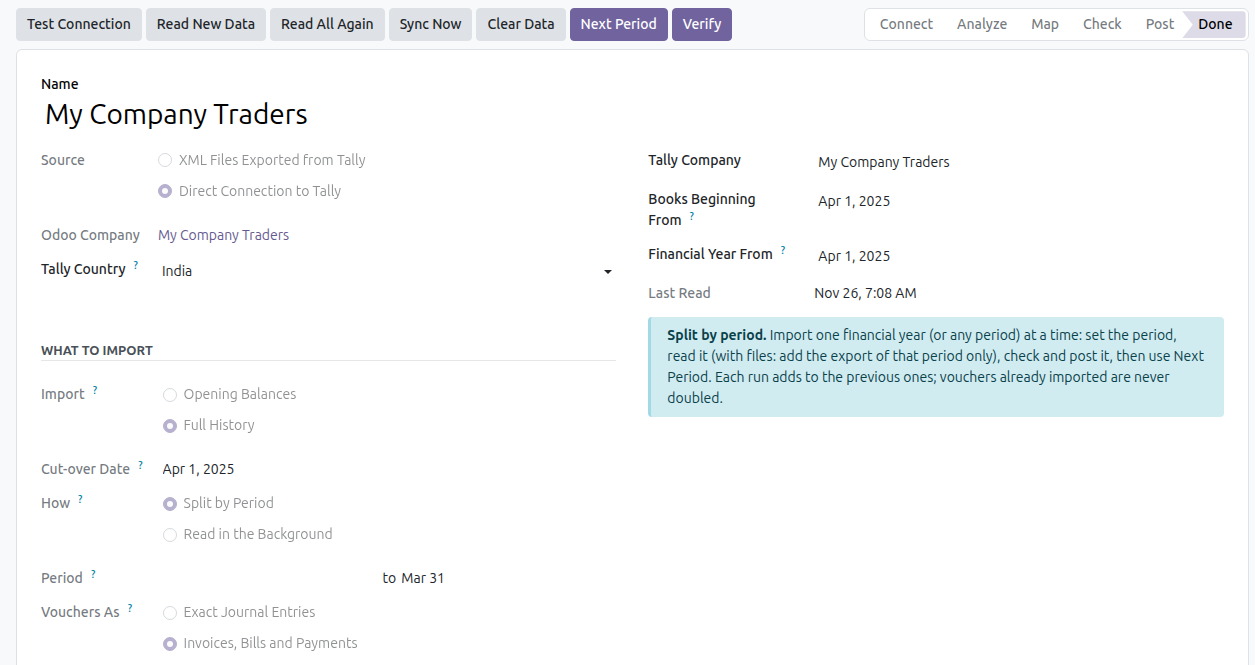 Test Connection Read New Data Read All Again Sync Now Clear Data Next Period Verify Connect Analyze Map Check Post Done
Name
My Company Traders
Source
XML Files Exported from Tally
Direct Connection to Tally
Odoo Company My Company Traders
Tally Country ? India
WHAT TO IMPORT
Import ?
Opening Balances
Full History
Cut-over Date ? Apr 1, 2025
How ?
Split by Period
Read in the Background
Period ? to Mar 31
Vouchers As ?
Exact Journal Entries
Invoices, Bills and Payments
Tally Company My Company Traders
Books Beginning
From ? Apr 1, 2025
Financial Year From ? Apr 1, 2025
Last Read Nov 26, 7:08 AM
Split by period. Import one financial year (or any period) at a time: set the period,
read it (with files: add the export of that period only), check and post it, then use Next
Period. Each run adds to the previous ones; vouchers already imported are never
doubled.